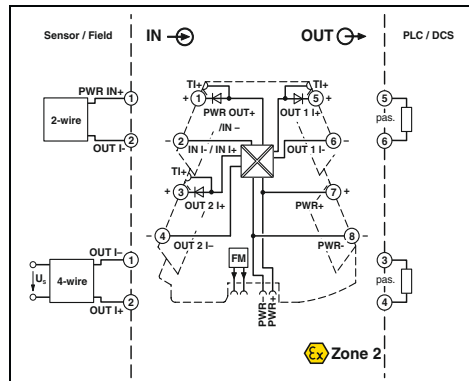 Sensor / Field
IN
OUT
PLC / DCS
PWR IN+
1
2-wire
2
OUT I-
OUT I–
1
Us
4-wire
2
OUT I+
TI+
+
1
PWR OUT+
/IN –
–
2
IN I- / IN I+
TI+
+
3
OUT 2 I+
–
4
OUT 2 I–
TI+
5
+
OUT 1 I+
OUT 1 I-
6
–
7
+
PWR+
PWR-
8
–
FM
PWR-
PWR+
5
pas.
6
3
pas.
4
Ex Zone 2